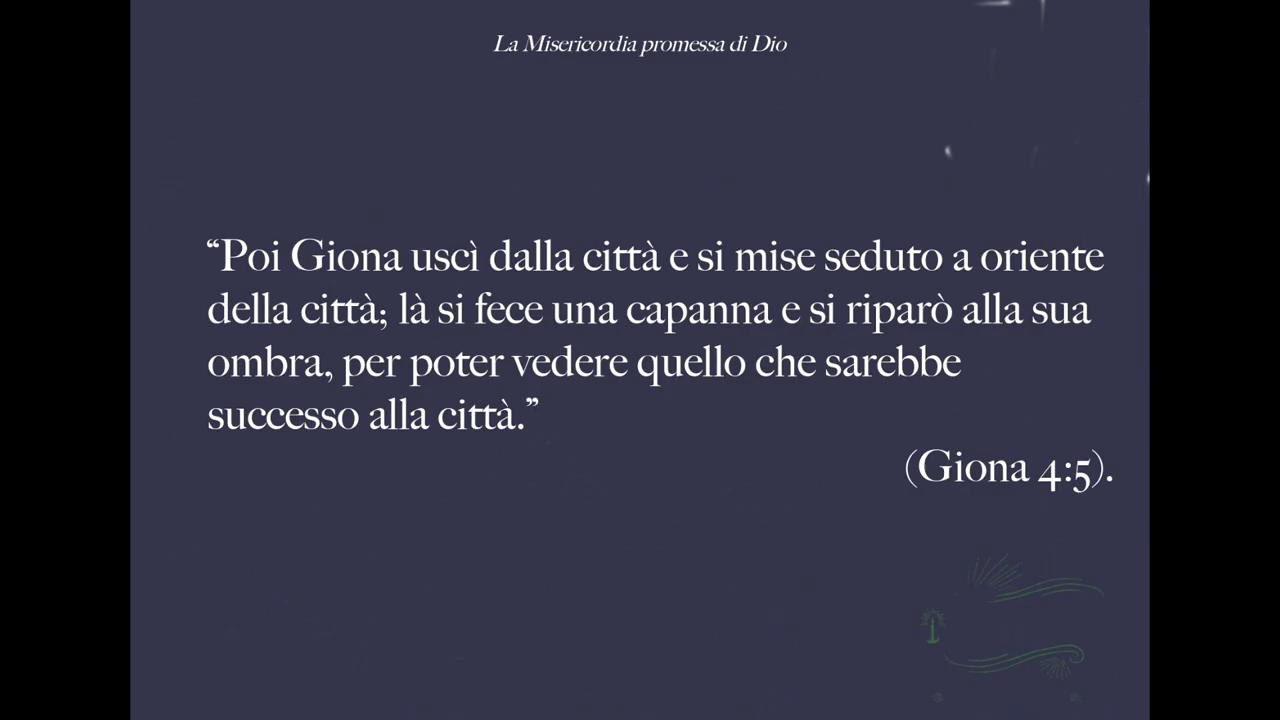 La Misericordia promessa di Dio
“Poi Giona uscì dalla città e si mise seduto a oriente
della città; là si fece una capanna e si riparò alla sua
ombra, per poter vedere quello che sarebbe
successo alla città.”
(Giona 4:5).